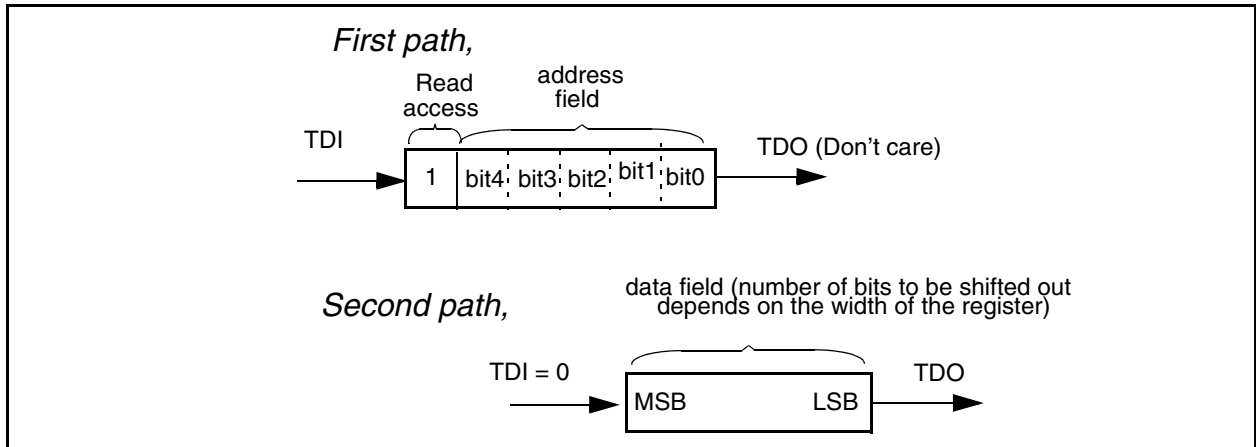 First path,
Read
access
address
field
TDI
1
bit4
bit3
bit2
bit1
bit0
TDO (Don't care)
Second path,
data field (number of bits to be shifted out
depends on the width of the register)
TDI = 0
MSB
LSB
TDO